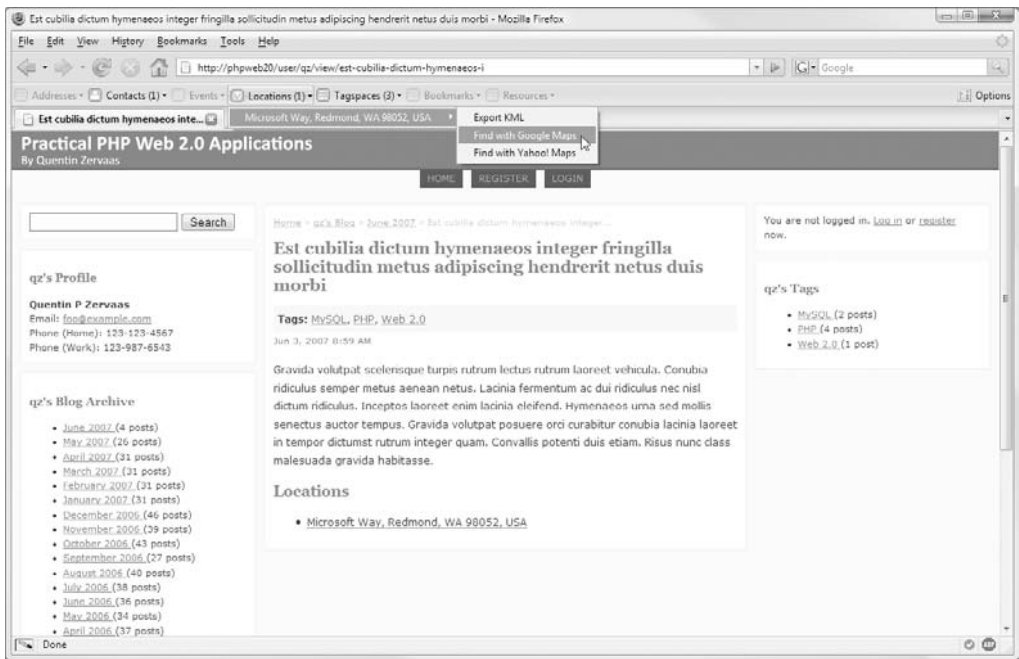 Est cubilia dictum hymenaeos integer fringilla sollicitudin metus adipiscing hendrerit netus duis morbi - Mozilla Firefox
File Edit View History Bookmarks Tools Help
http://phpweb20/user/qz/view/est-cubilia-dictum-hymenaeos-i
G Google
Addresses Contacts (1) Events Locations (1) Tagspaces (3) Bookmarks Resources Options
Est cubilia dictum hymenaeos inte...
Microsoft Way, Redmond, WA 98052, USA
Export KML
Find with Google Maps
Find with Yahoo! Maps
Practical PHP Web 2.0 Applications
By Quentin Zervaas
HOME REGISTER LOGIN
Search
qz's Profile
Quentin P Zervaas
Email: foo@example.com
Phone (Home): 123-123-4567
Phone (Work): 123-987-6543
qz's Blog Archive
June 2007 (4 posts)
May 2007 (26 posts)
April 2007 (31 posts)
March 2007 (31 posts)
February 2007 (31 posts)
January 2007 (31 posts)
December 2006 (46 posts)
November 2006 (39 posts)
October 2006 (43 posts)
September 2006 (27 posts)
August 2006 (40 posts)
July 2006 (38 posts)
June 2006 (36 posts)
May 2006 (34 posts)
April 2006 (37 posts)
Home » qz's Blog » June 2007 » Est cubilia dictum hymenaeos integer...
Est cubilia dictum hymenaeos integer fringilla
sollicitudin metus adipiscing hendrerit netus duis
morbi
Tags: MySQL, PHP, Web 2.0
Jun 3, 2007 8:59 AM
Gravida volutpat scelerisque turpis rutrum lectus rutrum laoreet vehicula. Conubia
ridiculus semper metus aenean netus. Lacinia fermentum ac dui ridiculus nec nisl
dictum ridiculus. Inceptos laoreet enim lacinia eleifend. Hymenaeos urna sed mollis
senectus auctor tempus. Gravida volutpat posuere orci curabitur conubia lacinia laoreet
in tempor dictumst rutrum integer quam. Convallis potenti duis etiam. Risus nunc class
malesuada gravida habitasse.
Locations
Microsoft Way, Redmond, WA 98052, USA
You are not logged in. Log in or register
now.
qz's Tags
MySQL (2 posts)
PHP (4 posts)
Web 2.0 (1 post)
Done